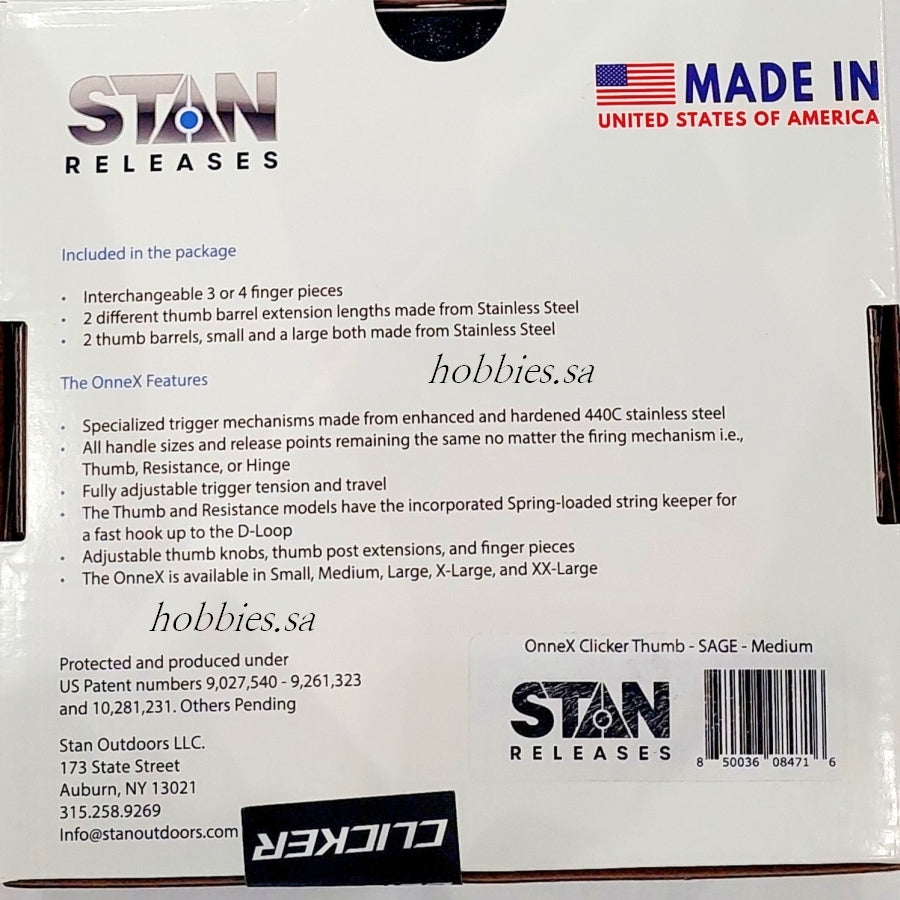 STAN
RELEASES
MADE IN
UNITED STATES OF AMERICA
Included in the package
• Interchangeable 3 or 4 finger pieces
• 2 different thumb barrel extension lengths made from Stainless Steel
• 2 thumb barrels, small and a large both made from Stainless Steel
hobbies.sa
The OnneX Features
• Specialized trigger mechanisms made from enhanced and hardened 440C stainless steel
• All handle sizes and release points remaining the same no matter the firing mechanism i.e.,
Thumb, Resistance, or Hinge
• Fully adjustable trigger tension and travel
• The Thumb and Resistance models have the incorporated Spring-loaded string keeper for
a fast hook up to the D-Loop
• Adjustable thumb knobs, thumb post extensions, and finger pieces
• The OnneX is available in Small, Medium, Large, X-Large, and XX-Large
hobbies.sa
Protected and produced under
US Patent numbers 9,027,540 - 9,261,323
and 10,281,231. Others Pending
Stan Outdoors LLC.
173 State Street
Auburn, NY 13021
315.258.9269
Info@stanoutdoors.com
OnneX Clicker Thumb - SAGE - Medium
STAN
RELEASES
8 50036 08471 6
CLICKER